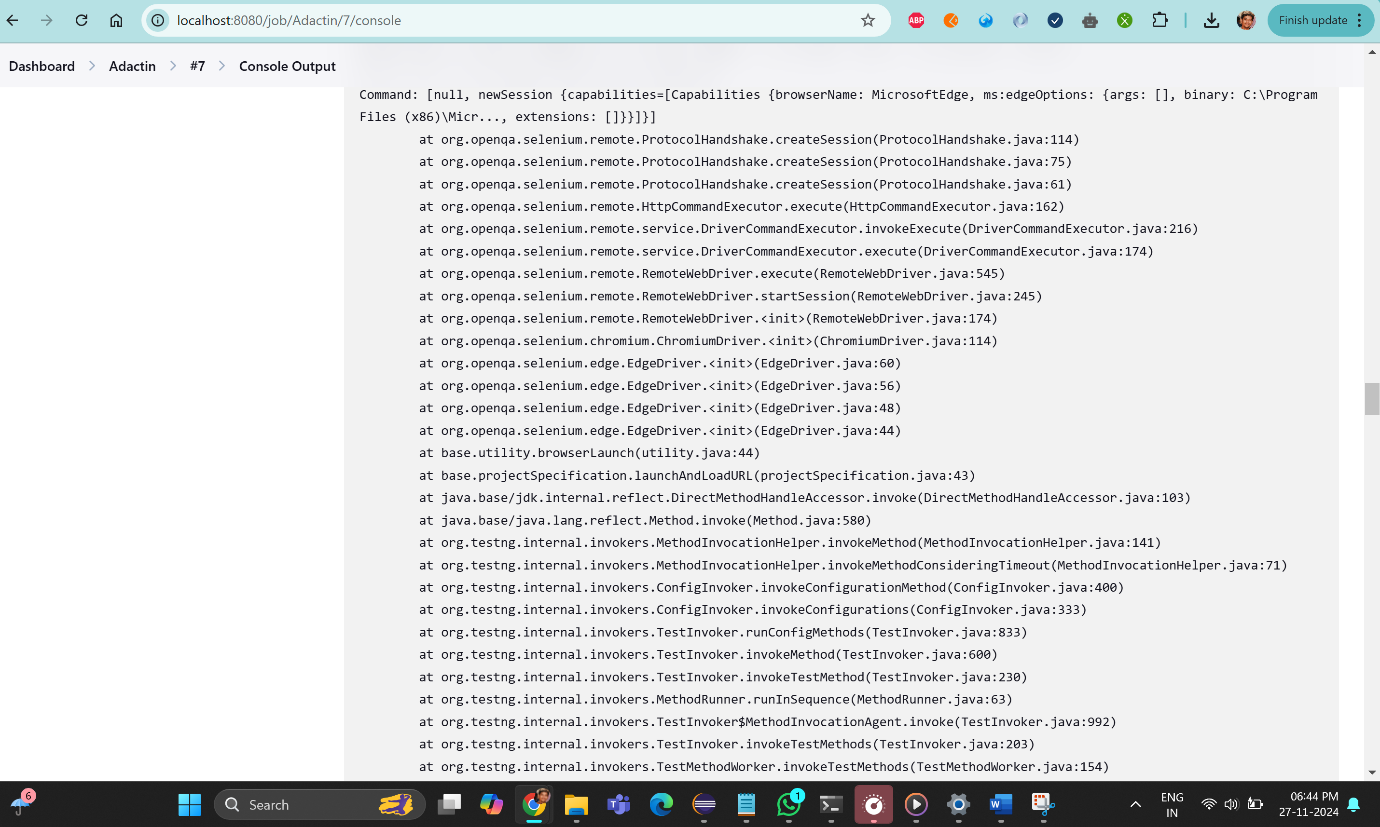 localhost:8080/job/Adactin/7/console
ABP
Finish update
Dashboard > Adactin > #7 > Console Output
Command: [null, newSession {capabilities=[Capabilities {browserName: MicrosoftEdge, ms:edgeOptions: {args: [], binary: C:\Program
Files (x86)\Micr..., extensions: []}}]}]
at org.openqa.selenium.remote.ProtocolHandshake.createSession(ProtocolHandshake.java:114)
at org.openqa.selenium.remote.ProtocolHandshake.createSession(ProtocolHandshake.java:75)
at org.openqa.selenium.remote.ProtocolHandshake.createSession(ProtocolHandshake.java:61)
at org.openqa.selenium.remote.HttpCommandExecutor.execute(HttpCommandExecutor.java:162)
at org.openqa.selenium.remote.service.DriverCommandExecutor.invokeExecute(DriverCommandExecutor.java:216)
at org.openqa.selenium.remote.service.DriverCommandExecutor.execute(DriverCommandExecutor.java:174)
at org.openqa.selenium.remote.RemoteWebDriver.execute(RemoteWebDriver.java:545)
at org.openqa.selenium.remote.RemoteWebDriver.startSession(RemoteWebDriver.java:245)
at org.openqa.selenium.remote.RemoteWebDriver.<init>(RemoteWebDriver.java:174)
at org.openqa.selenium.chromium.ChromiumDriver.<init>(ChromiumDriver.java:114)
at org.openqa.selenium.edge.EdgeDriver.<init>(EdgeDriver.java:60)
at org.openqa.selenium.edge.EdgeDriver.<init>(EdgeDriver.java:56)
at org.openqa.selenium.edge.EdgeDriver.<init>(EdgeDriver.java:48)
at org.openqa.selenium.edge.EdgeDriver.<init>(EdgeDriver.java:44)
at base.utility.browserLaunch(utility.java:44)
at base.projectSpecification.launchAndLoadURL(projectSpecification.java:43)
at java.base/jdk.internal.reflect.DirectMethodHandleAccessor.invoke(DirectMethodHandleAccessor.java:103)
at java.base/java.lang.reflect.Method.invoke(Method.java:580)
at org.testng.internal.invokers.MethodInvocationHelper.invokeMethod(MethodInvocationHelper.java:141)
at org.testng.internal.invokers.MethodInvocationHelper.invokeMethodConsideringTimeout(MethodInvocationHelper.java:71)
at org.testng.internal.invokers.ConfigInvoker.invokeConfigurationMethod(ConfigInvoker.java:400)
at org.testng.internal.invokers.ConfigInvoker.invokeConfigurations(ConfigInvoker.java:333)
at org.testng.internal.invokers.TestInvoker.runConfigMethods(TestInvoker.java:833)
at org.testng.internal.invokers.TestInvoker.invokeMethod(TestInvoker.java:600)
at org.testng.internal.invokers.TestInvoker.invokeTestMethod(TestInvoker.java:230)
at org.testng.internal.invokers.MethodRunner.runInSequence(MethodRunner.java:63)
at org.testng.internal.invokers.TestInvoker$MethodInvocationAgent.invoke(TestInvoker.java:992)
at org.testng.internal.invokers.TestInvoker.invokeTestMethods(TestInvoker.java:203)
at org.testng.internal.invokers.TestMethodWorker.invokeTestMethods(TestMethodWorker.java:154)
6
Search
1
ENG
IN
06:44 PM
27-11-2024